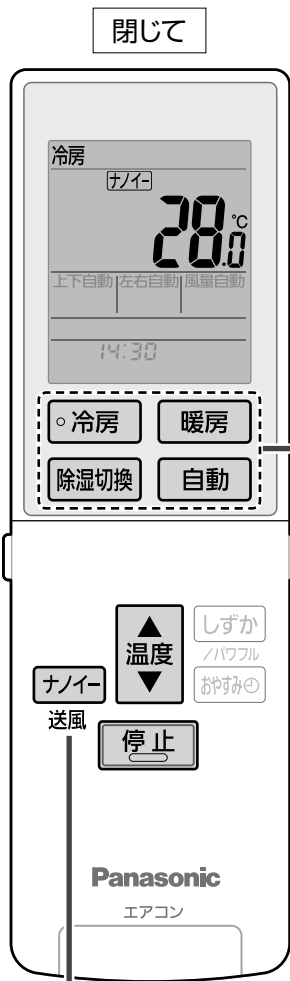 閉じて
冷房
ナノイー
28.0℃
上下自動 左右自動 風量自動
14:30
冷房 暖房
除湿切換 自動
しずか
温度
/パワフル
ナノイー
おやすみ
送風
停止
Panasonic
エアコン